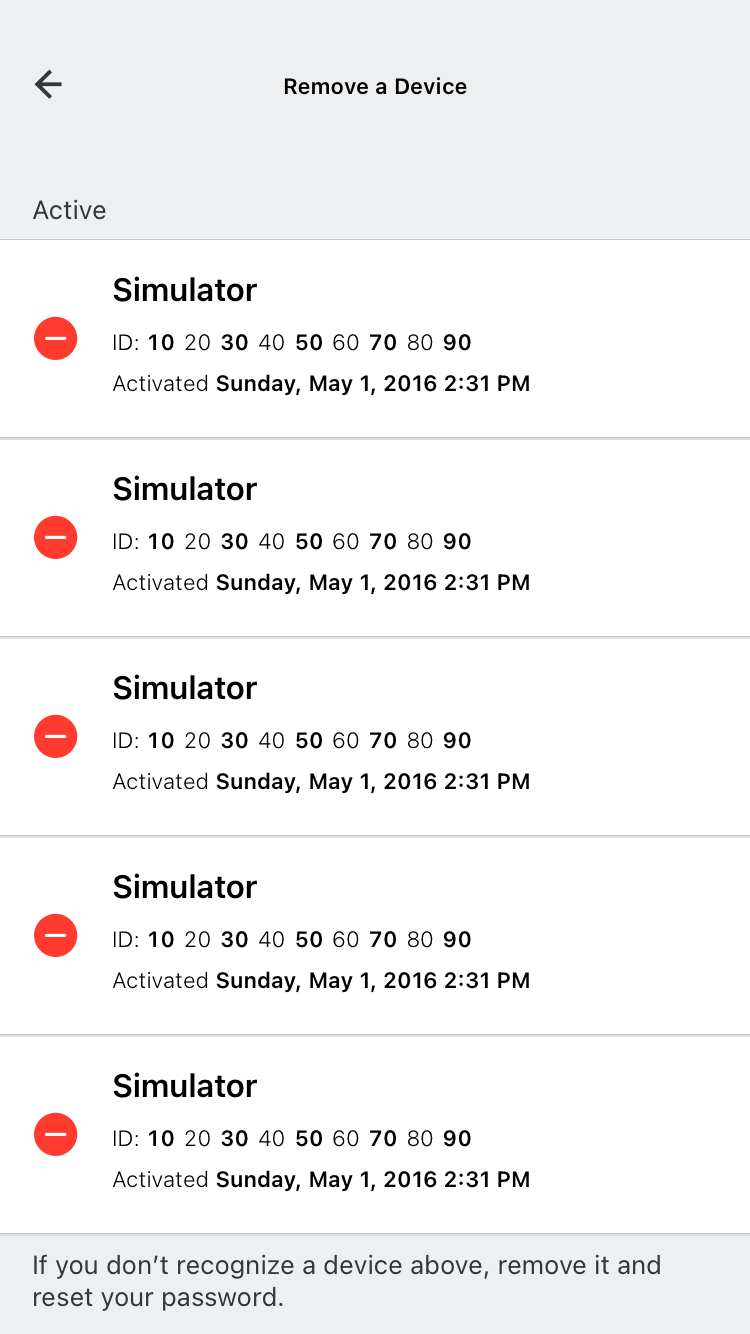 Remove a Device
Active
Simulator
ID: 10 20 30 40 50 60 70 80 90
Activated Sunday, May 1, 2016 2:31 PM
Simulator
ID: 10 20 30 40 50 60 70 80 90
Activated Sunday, May 1, 2016 2:31 PM
Simulator
ID: 10 20 30 40 50 60 70 80 90
Activated Sunday, May 1, 2016 2:31 PM
Simulator
ID: 10 20 30 40 50 60 70 80 90
Activated Sunday, May 1, 2016 2:31 PM
Simulator
ID: 10 20 30 40 50 60 70 80 90
Activated Sunday, May 1, 2016 2:31 PM
If you don’t recognize a device above, remove it and
reset your password.